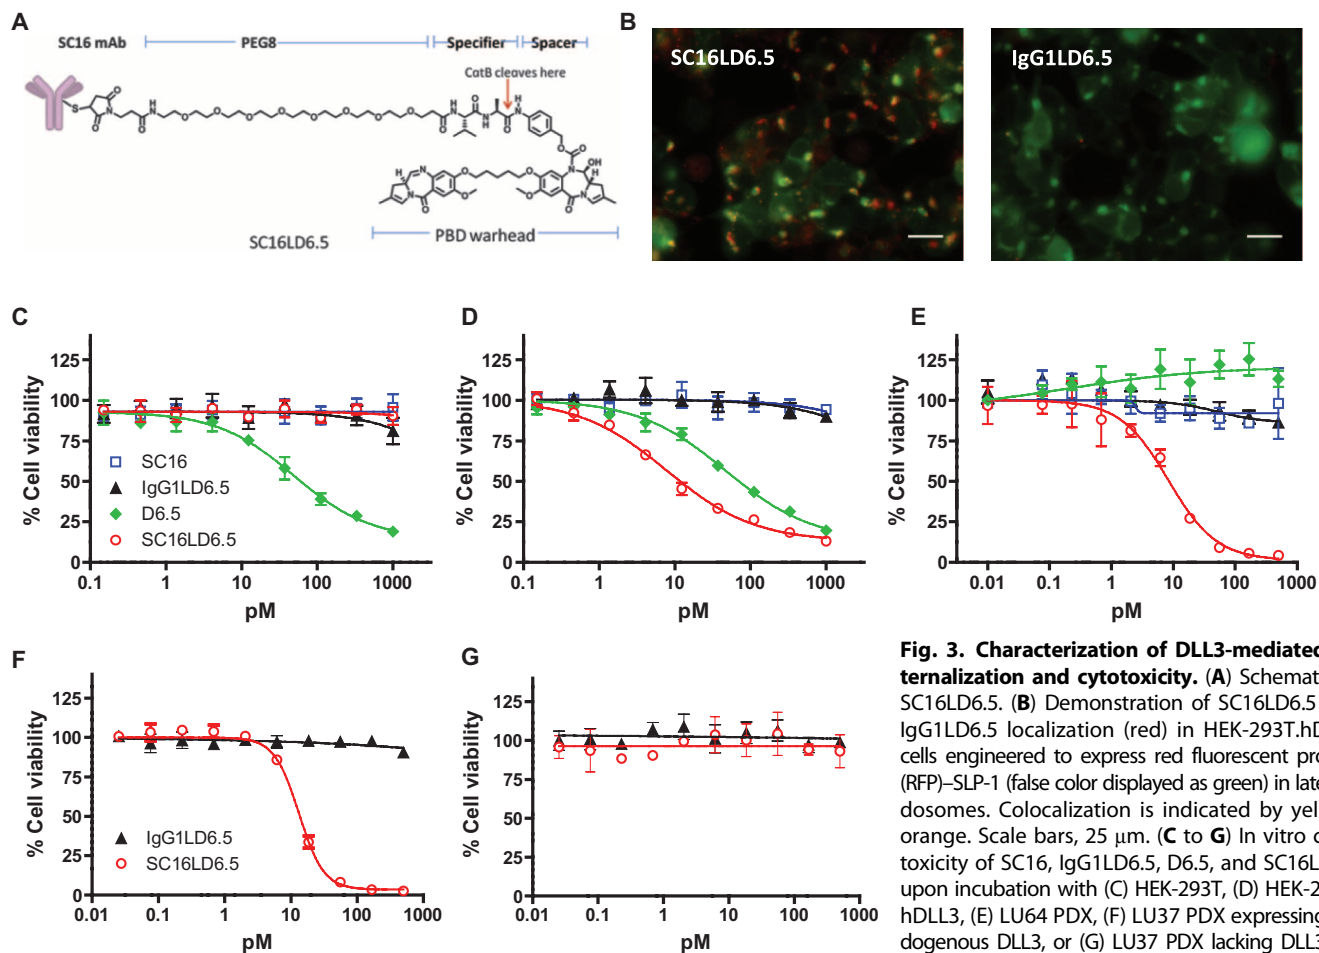 A
SC16 mAb
PEG8
Specifier
Spacer
CatB cleaves here
SC16LD6.5
PBD warhead
B
SC16LD6.5
IgG1LD6.5
C
% Cell viability
125
100
75
50
25
0
SC16
IgG1LD6.5
D6.5
SC16LD6.5
0.1 1 10 100 1000
pM
D
% Cell viability
125
100
75
50
25
0
0.1 1 10 100 1000
pM
E
% Cell viability
125
100
75
50
25
0
0.01 0.1 1 10 100 1000
pM
F
% Cell viability
125
100
75
50
25
0
IgG1LD6.5
SC16LD6.5
0.01 0.1 1 10 100 1000
pM
G
% Cell viability
125
100
75
50
25
0
0.01 0.1 1 10 100 1000
pM
Fig. 3. Characterization of DLL3-mediated
ternalization and cytotoxicity. (A) Schemat
SC16LD6.5. (B) Demonstration of SC16LD6.5
IgG1LD6.5 localization (red) in HEK-293T.hD
cells engineered to express red fluorescent pro
(RFP)–SLP-1 (false color displayed as green) in late
dosomes. Colocalization is indicated by yel
orange. Scale bars, 25 μm. (C to G) In vitro c
toxicity of SC16, IgG1LD6.5, D6.5, and SC16L
upon incubation with (C) HEK-293T, (D) HEK-2
hDLL3, (E) LU64 PDX, (F) LU37 PDX expressing
dogenous DLL3, or (G) LU37 PDX lacking DLL3